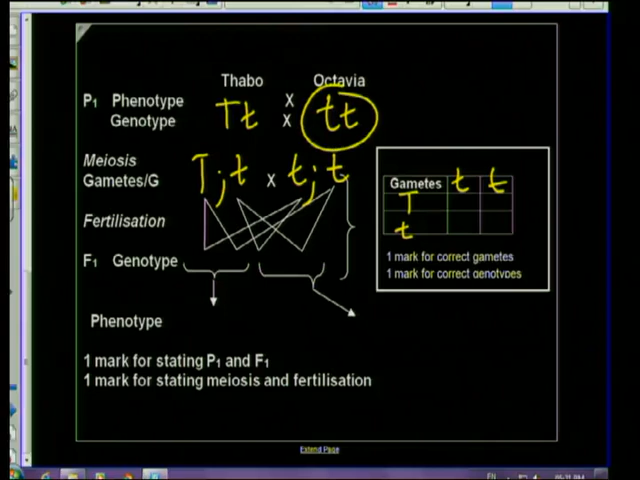 Thabo Octavia
P1 Phenotype X
Genotype Tt X tt
Meiosis
Gametes/G T;t X t;t
Fertilisation
F1 Genotype
Phenotype
1 mark for stating P1 and F1
1 mark for stating meiosis and fertilisation
Gametes t t
T
t
1 mark for correct gametes
1 mark for correct genotypes
Extend Page